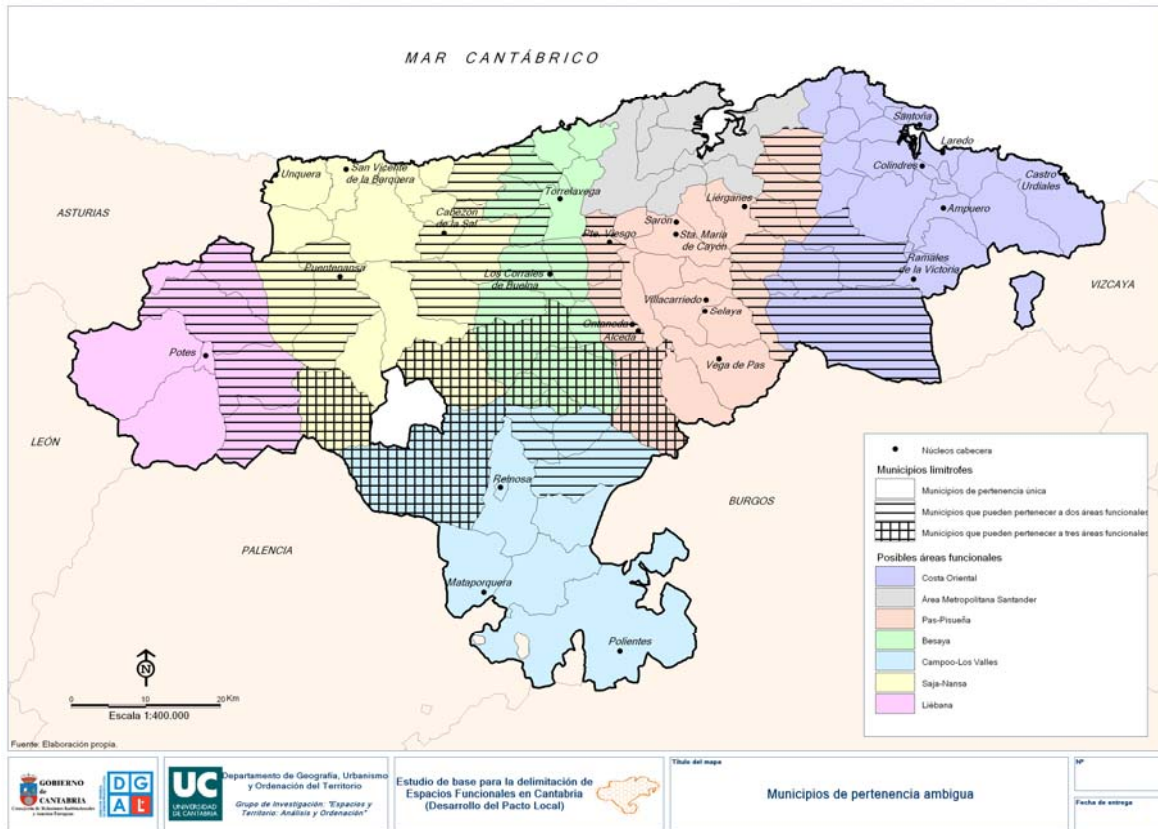 MAR CANTÁBRICO
Santoña
Laredo
Colindres
Castro
Urdiales
San Vicente
de la Barquera
Unquera
Torrelavega
Liérganes
Ampuero
ASTURIAS
Cabezón
de la Sal
Sarón
Pte. Viesgo
Sta. María
de Cayón
Ramales
de la Victoria
VIZCAYA
Puentenansa
Los Corrales
de Buelna
Villacarriedo
Selaya
Ontaneda
Alceda
Vega de Pas
Potes
LEÓN
Reinosa
BURGOS
PALENCIA
Mataporquera
Polientes
Núcleos cabecera
Municipios limítrofes
Municipios de pertenencia única
Municipios que pueden pertenecer a dos áreas funcionales
Municipios que pueden pertenecer a tres áreas funcionales
Posibles áreas funcionales
Costa Oriental
Área Metropolitana Santander
Pas-Pisueña
Besaya
Campoo-Los Valles
Saja-Nansa
Liébana
N
0 10 20 Km
Escala 1:400.000
Fuente: Elaboración propia.
GOBIERNO
de
CANTABRIA
DG
At
UC
UNIVERSIDAD
DE CANTABRIA
Departamento de Geografía, Urbanismo
y Ordenación del Territorio
Grupo de Investigación: "Espacios y
Territorio: Análisis y Ordenación"
Estudio de base para la delimitación de
Espacios Funcionales en Cantabria
(Desarrollo del Pacto Local)
Título del mapa
Municipios de pertenencia ambigua
Nº
Fecha de entrega